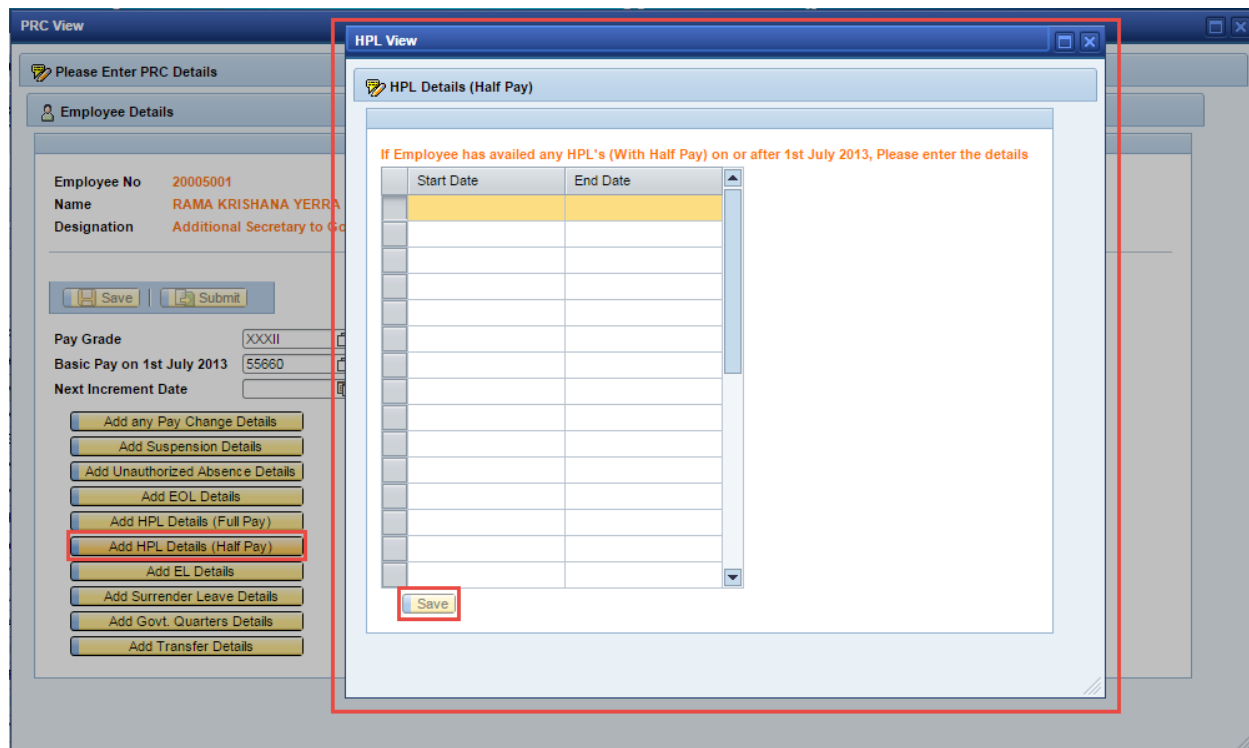 PRC View
Please Enter PRC Details
Employee Details
Employee No 20005001
Name RAMA KRISHANA YERRA
Designation Additional Secretary to Go
Save Submit
Pay Grade XXXII
Basic Pay on 1st July 2013 55660
Next Increment Date
Add any Pay Change Details
Add Suspension Details
Add Unauthorized Absence Details
Add EOL Details
Add HPL Details (Full Pay)
Add HPL Details (Half Pay)
Add EL Details
Add Surrender Leave Details
Add Govt. Quarters Details
Add Transfer Details
HPL View
HPL Details (Half Pay)
If Employee has availed any HPL's (With Half Pay) on or after 1st July 2013, Please enter the details
Start Date End Date
Save